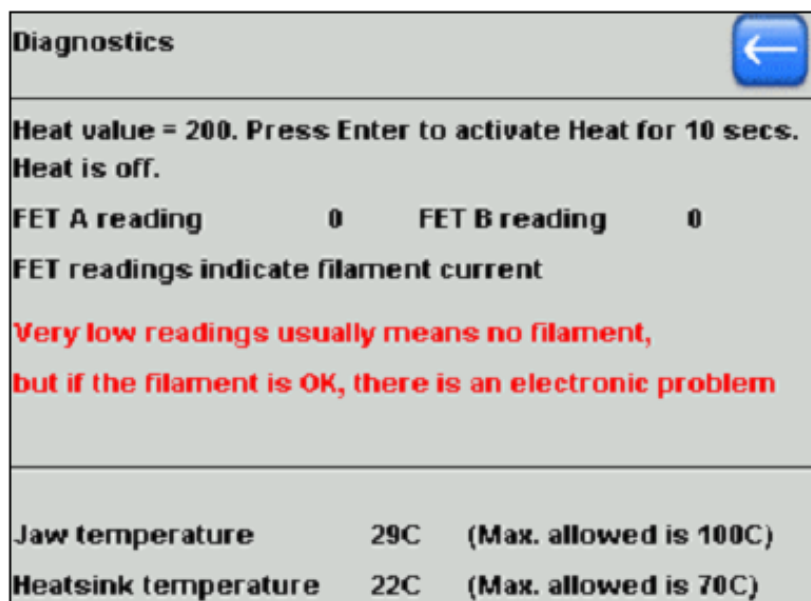 Diagnostics
Heat value = 200. Press Enter to activate Heat for 10 secs.
Heat is off.
FET A reading 0 FET B reading 0
FET readings indicate filament current
Very low readings usually means no filament,
but if the filament is OK, there is an electronic problem
Jaw temperature 29C (Max. allowed is 100C)
Heatsink temperature 22C (Max. allowed is 70C)